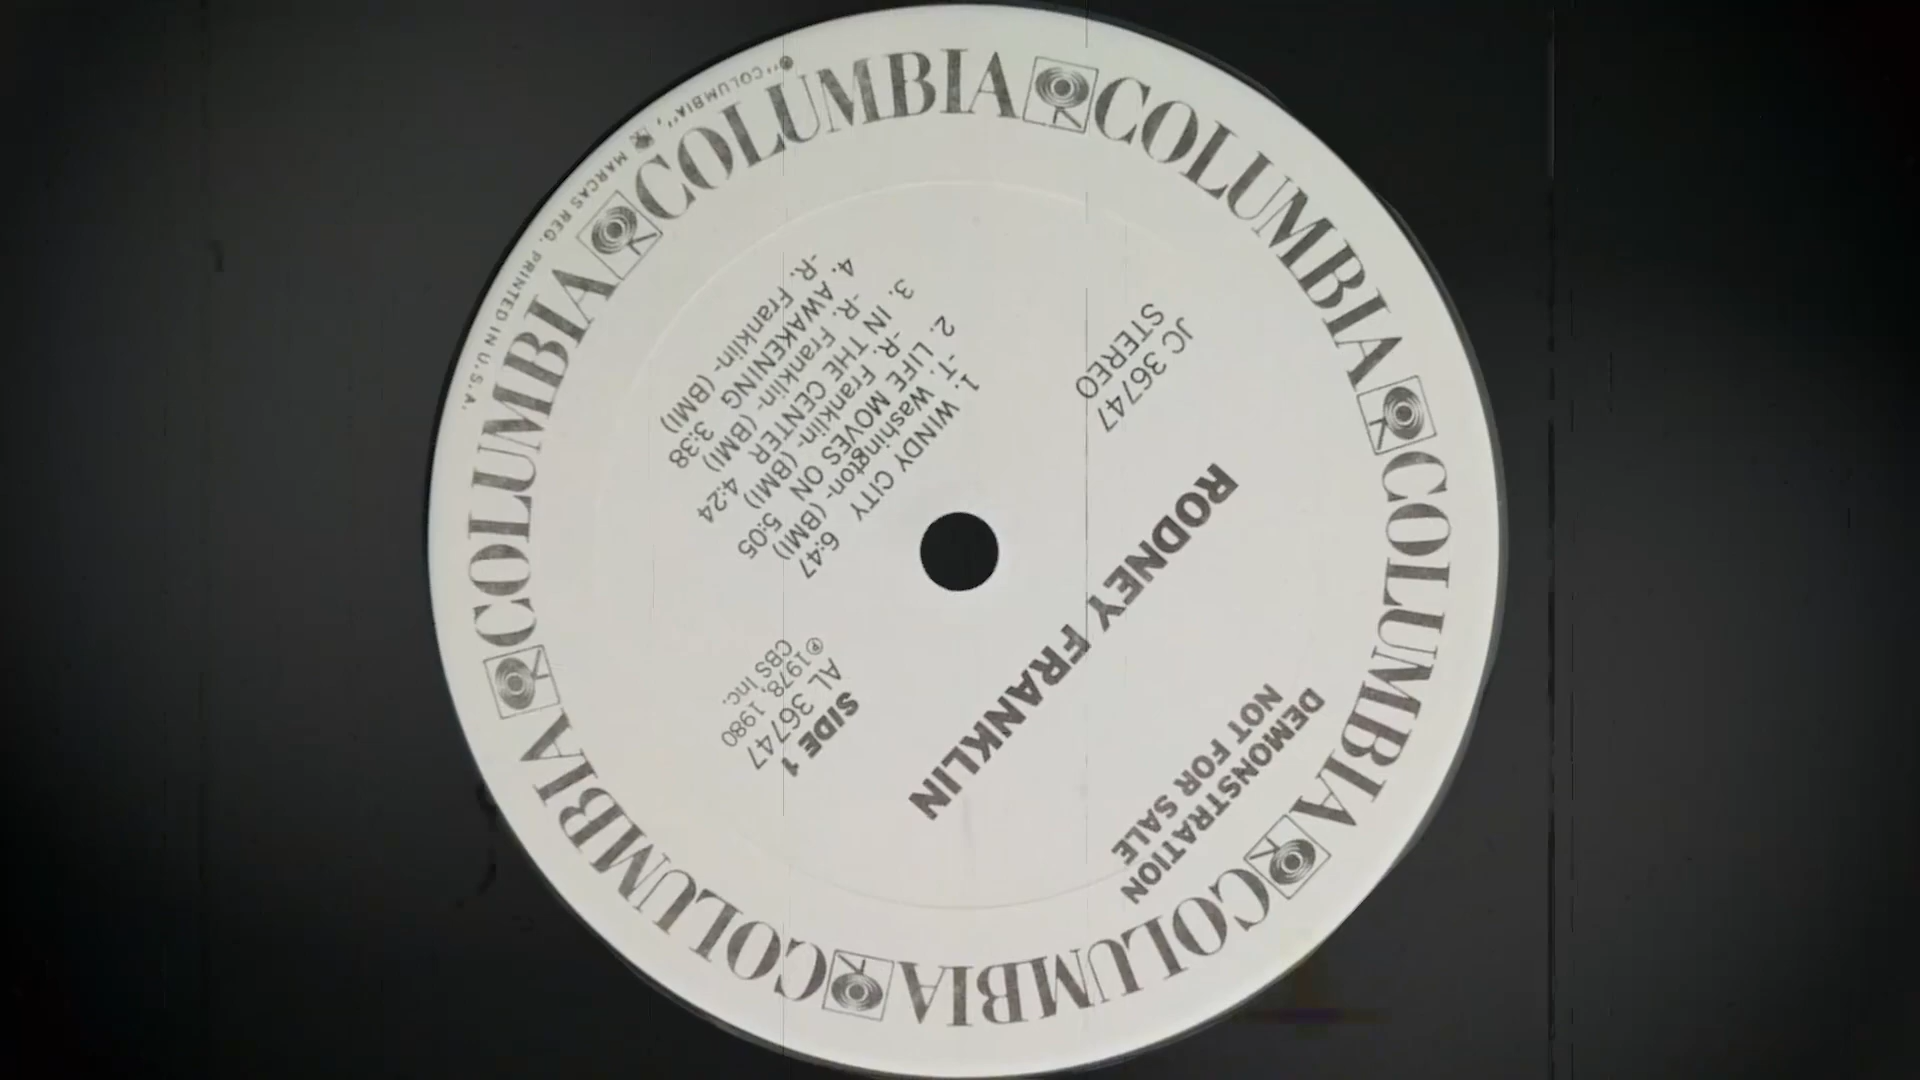 COLUMBIA COLUMBIA COLUMBIA COLUMBIA COLUMBIA COLUMBIA
DEMONSTRATION
NOT FOR SALE
RODNEY FRANKLIN
JC 36747
STEREO
SIDE 1
AL 36747
℗1978, 1980
CBS Inc.
1. WINDY CITY 6:47
-T. Washington- (BMI)
2. LIFE MOVES ON 5:05
-R. Franklin- (BMI)
3. IN THE CENTER 4:24
-R. Franklin- (BMI)
4. AWAKENING 3:38
-R. Franklin- (BMI)
® "COLUMBIA", MARCAS REG. PRINTED IN U.S.A.